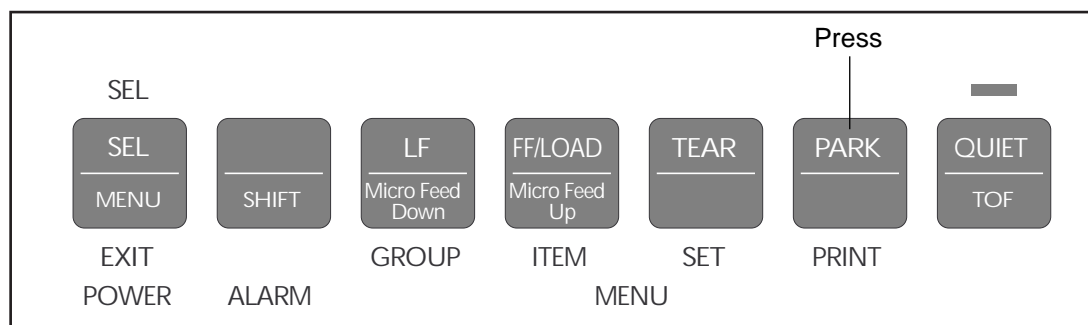 Press
SEL
SEL LF FF/LOAD TEAR PARK QUIET
MENU SHIFT Micro Feed Down Micro Feed Up TOF
EXIT GROUP ITEM SET PRINT
POWER ALARM MENU